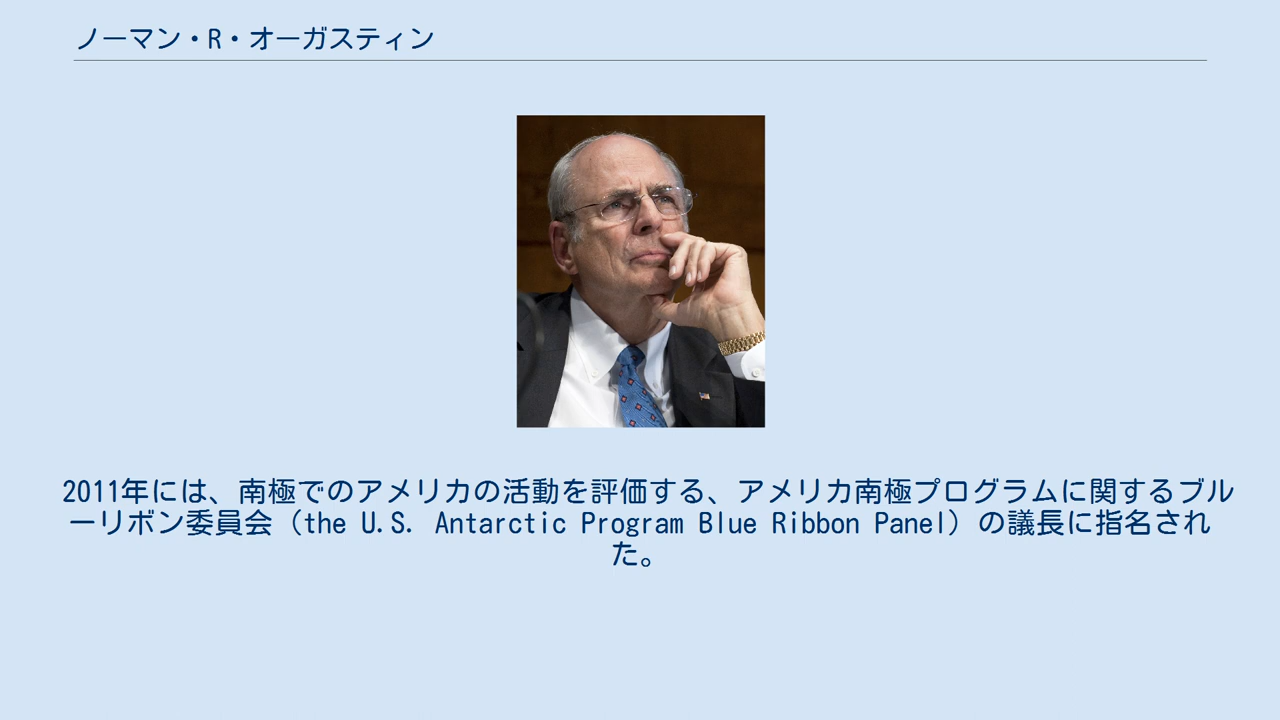 ノーマン・R・オーガスティン
2011年には、南極でのアメリカの活動を評価する、アメリカ南極プログラムに関するブル
ーリボン委員会（the U.S. Antarctic Program Blue Ribbon Panel）の議長に指名され
た。